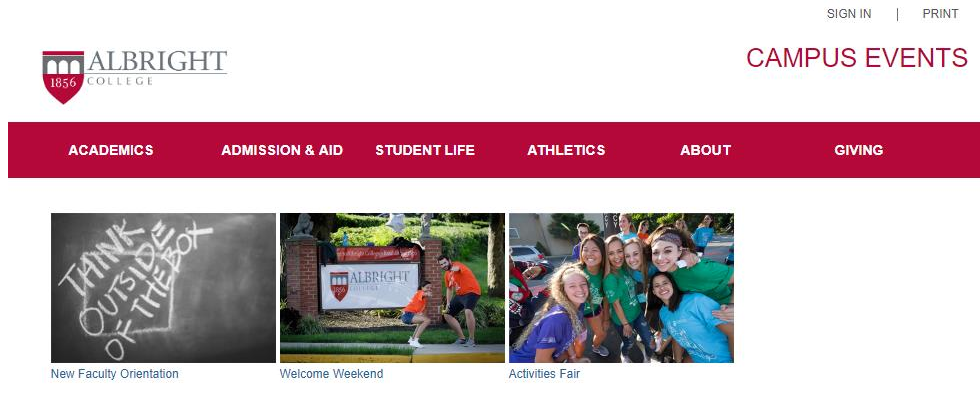 SIGN IN | PRINT
ALBRIGHT
COLLEGE
1856
CAMPUS EVENTS
ACADEMICS ADMISSION & AID STUDENT LIFE ATHLETICS ABOUT GIVING
THINK
OUTSIDE
OF THE
BOX
ALBRIGHT
COLLEGE
1856
New Faculty Orientation Welcome Weekend Activities Fair